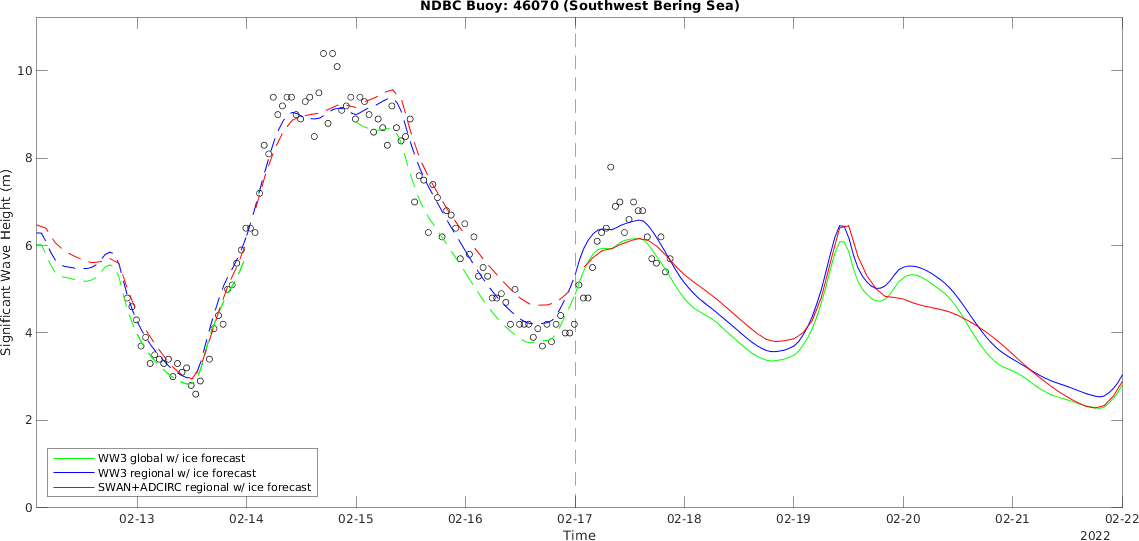 NDBC Buoy: 46070 (Southwest Bering Sea)
Significant Wave Height (m)
10
8
6
4
2
0
WW3 global w/ ice forecast
WW3 regional w/ ice forecast
SWAN+ADCIRC regional w/ ice forecast
02-13 02-14 02-15 02-16 02-17 02-18 02-19 02-20 02-21 02-22
Time
2022